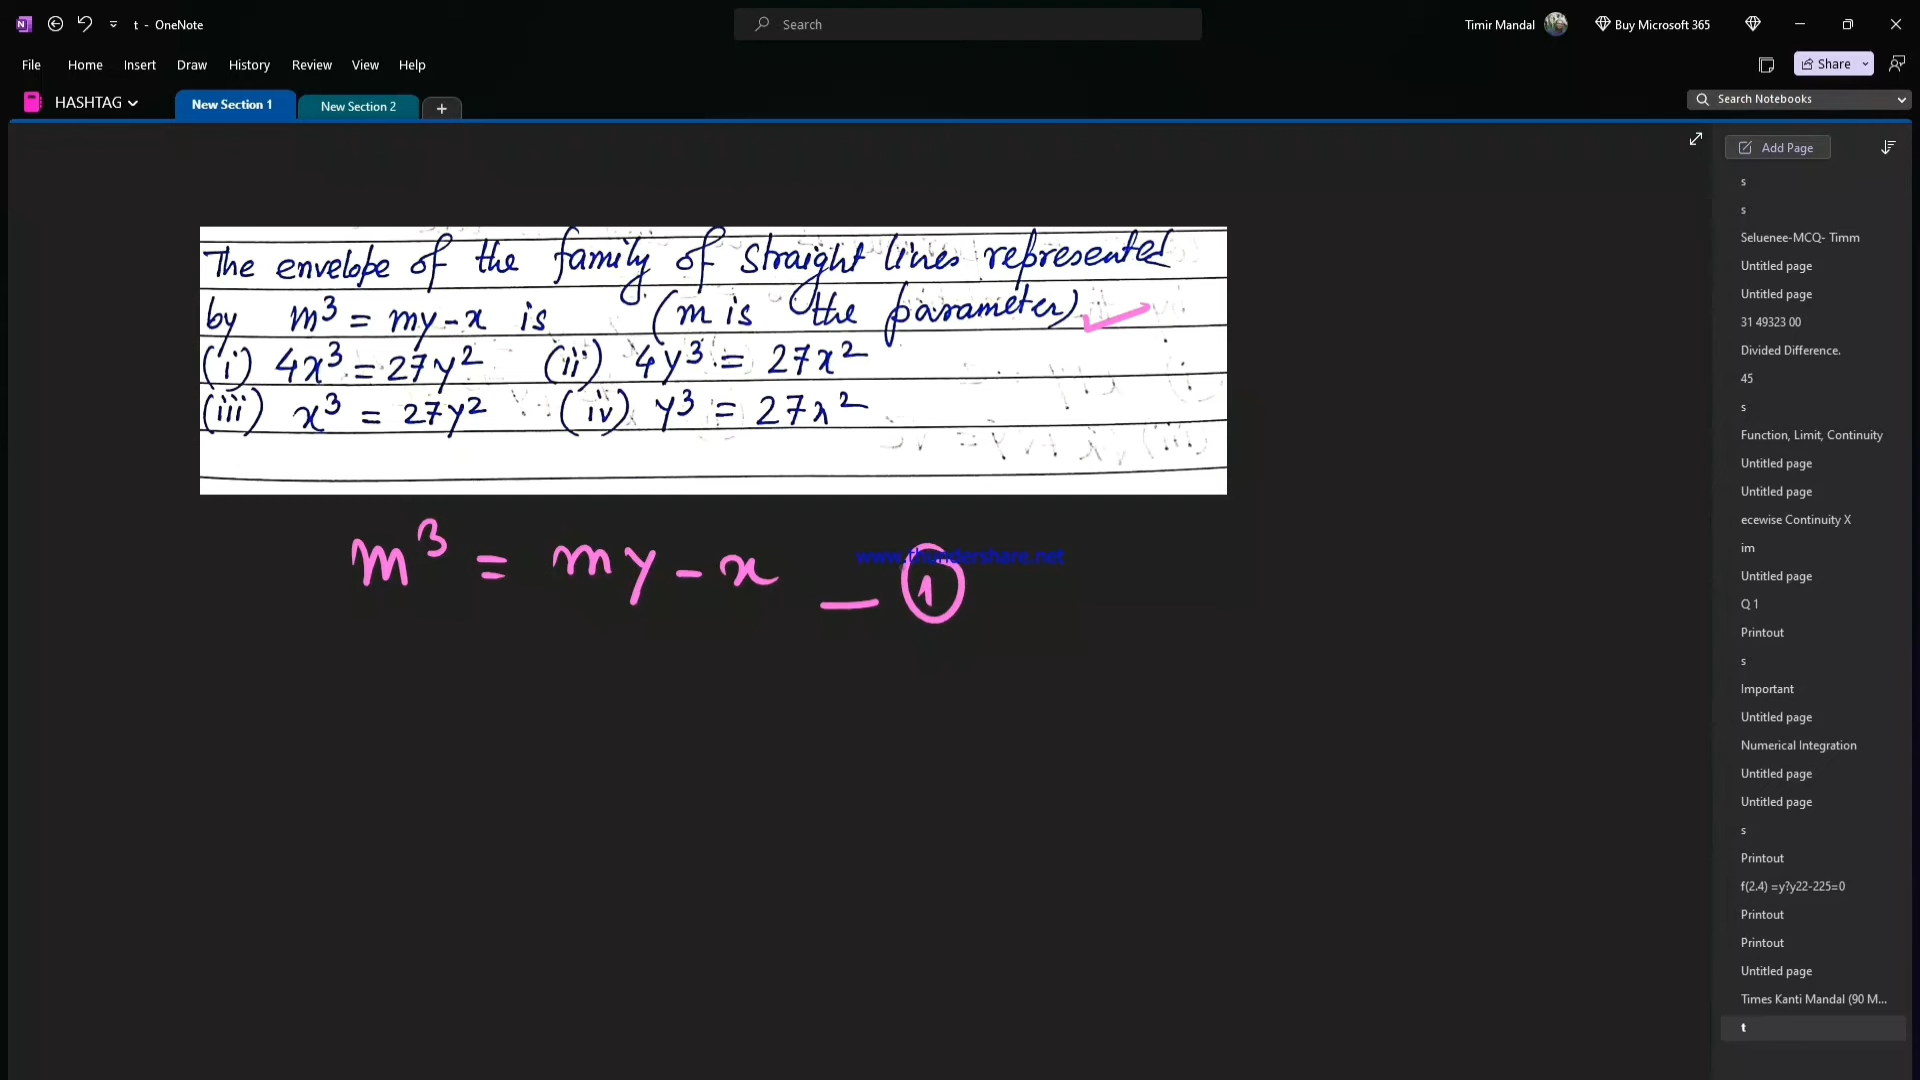 t - OneNote
Search
Timir Mandal
Buy Microsoft 365
File Home Insert Draw History Review View Help
Share
HASHTAG
New Section 1
New Section 2
+
Search Notebooks
Add Page
The envelope of the family of straight lines represented
by m³ = my - x is (m is the parameter)
(i) 4x³ = 27y² (ii) 4y³ = 27x²
(iii) x³ = 27y² (iv) y³ = 27x²
m³ = my - x — ①
www.thundershare.net
s
s
Seluenee-MCQ- Timm
Untitled page
Untitled page
31 49323 00
Divided Difference.
45
s
Function, Limit, Continuity
Untitled page
Untitled page
ecewise Continuity X
im
Untitled page
Q 1
Printout
s
Important
Untitled page
Numerical Integration
Untitled page
Untitled page
s
Printout
f(2.4) =y?y22-225=0
Printout
Printout
Untitled page
Times Kanti Mandal (90 M...
t